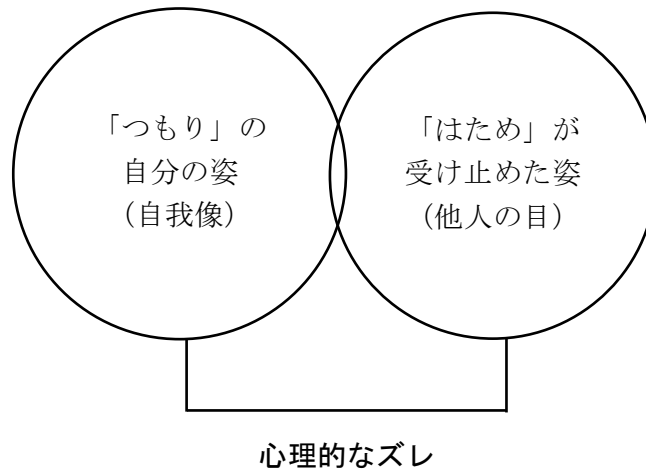 「つもり」の
自分の姿
(自我像)
「はため」が
受け止めた姿
(他人の目)
心理的なズレ